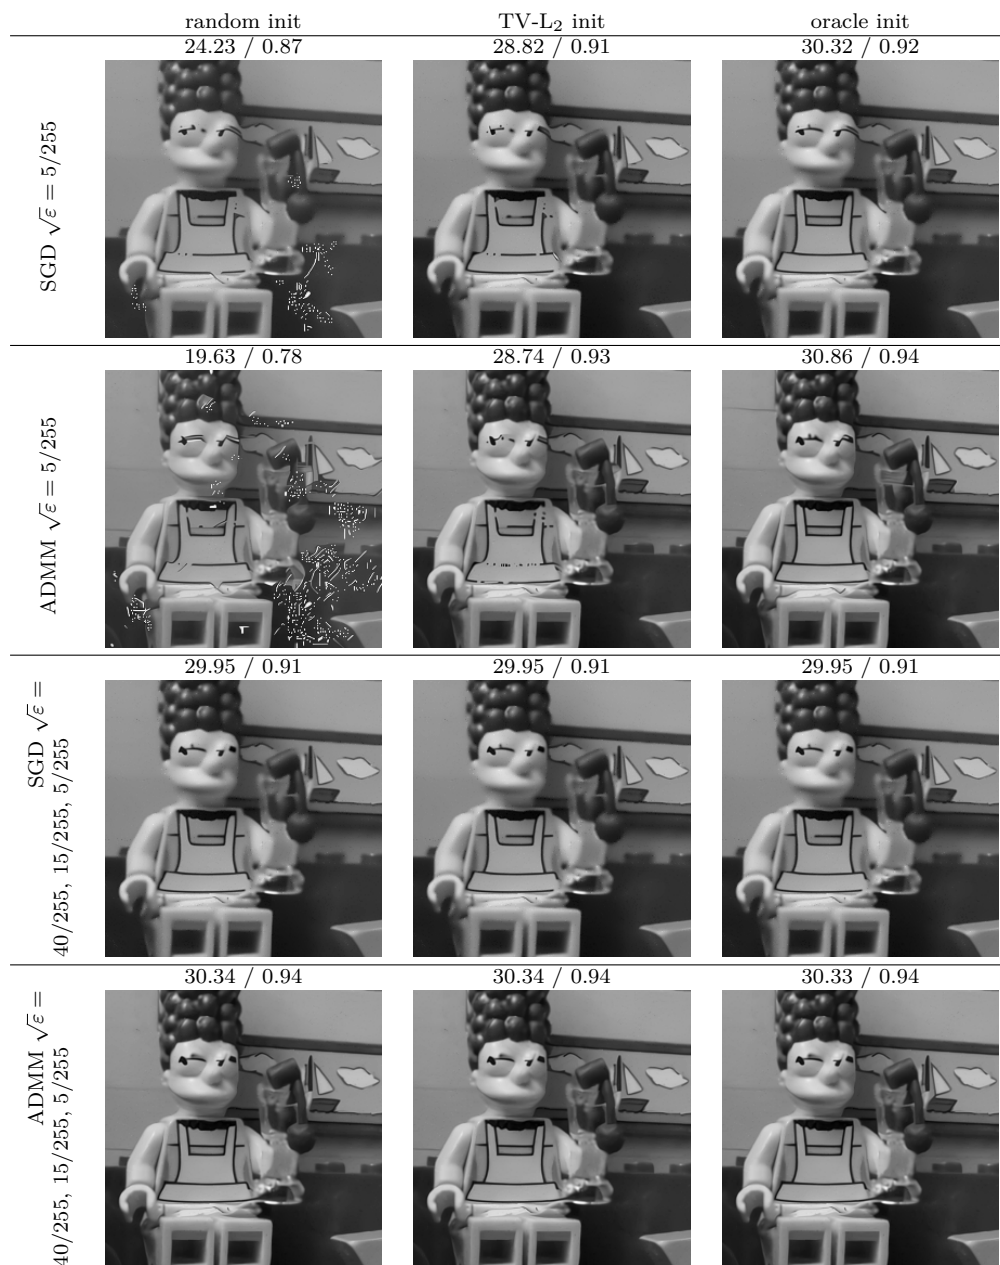 random init TV-L₂ init oracle init
24.23 / 0.87 28.82 / 0.91 30.32 / 0.92
SGD √ε = 5/255
19.63 / 0.78 28.74 / 0.93 30.86 / 0.94
ADMM √ε = 5/255
29.95 / 0.91 29.95 / 0.91 29.95 / 0.91
SGD √ε =
40/255, 15/255, 5/255
30.34 / 0.94 30.34 / 0.94 30.33 / 0.94
ADMM √ε =
40/255, 15/255, 5/255